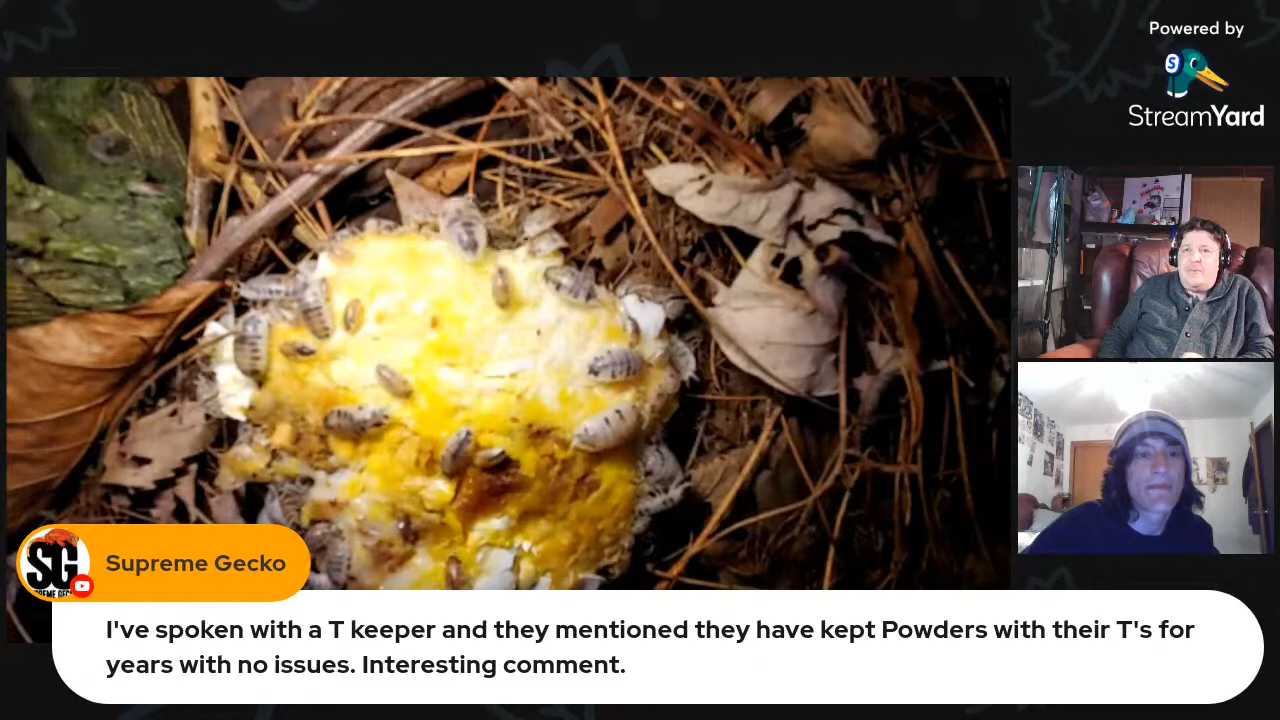 Powered by
StreamYard
Supreme Gecko
I've spoken with a T keeper and they mentioned they have kept Powders with their T's for
years with no issues. Interesting comment.
SG